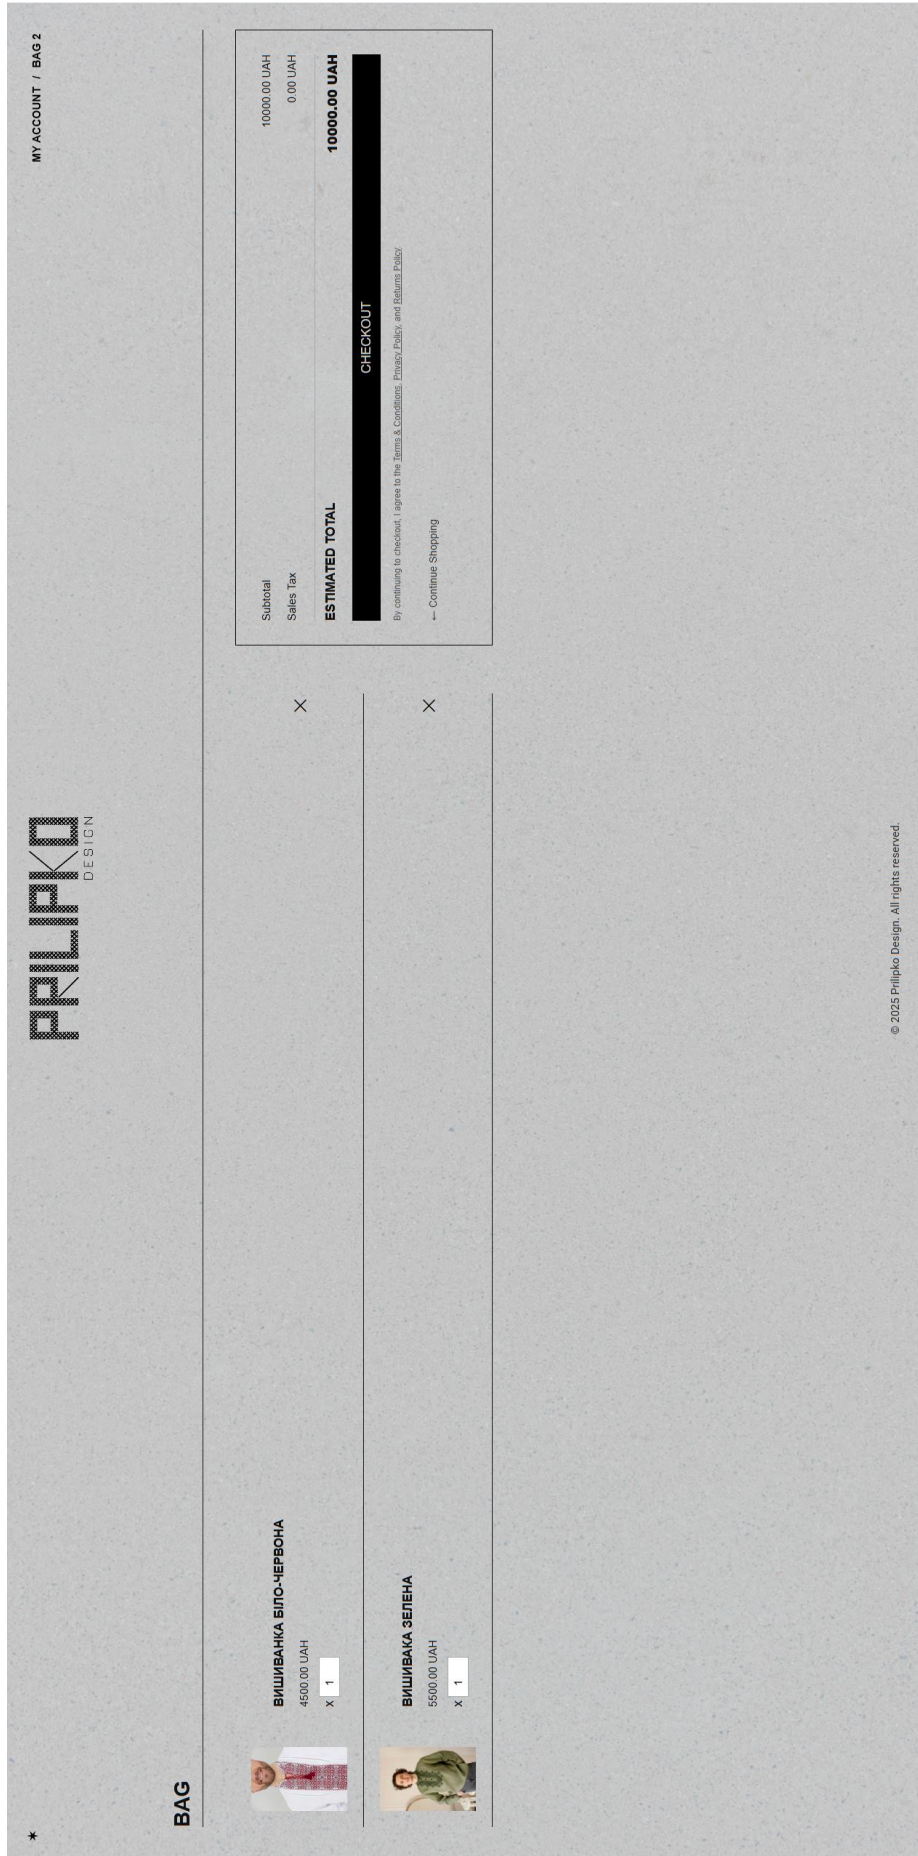 MY ACCOUNT / BAG 2
PRILIPKO
DESIGN
BAG
ВИШИВАНКА БІЛО-ЧЕРВОНА
4500.00 UAH
x 1
ВИШИВАКА ЗЕЛЕНА
5500.00 UAH
x 1
Subtotal 10000.00 UAH
Sales Tax 0.00 UAH
ESTIMATED TOTAL 10000.00 UAH
CHECKOUT
By continuing to checkout, I agree to the Terms & Conditions, Privacy Policy, and Returns Policy
← Continue Shopping
© 2025 Prilipko Design. All rights reserved.